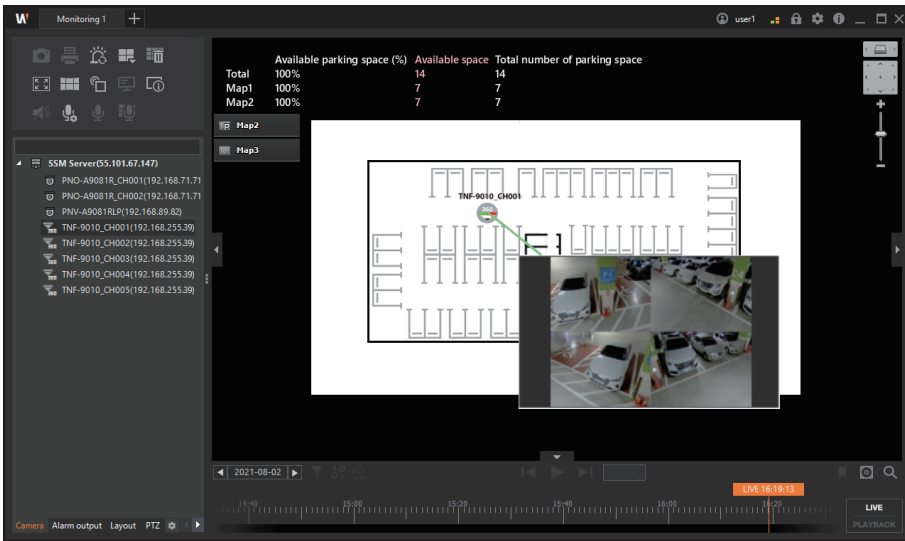 W Monitoring 1 user1
Available parking space (%) Available space Total number of parking space
Total 100% 14 14
Map1 100% 7 7
Map2 100% 7 7
Map2
Map3
SSM Server(55.101.67.147)
PNO-A9081R_CH001(192.168.71.71
PNO-A9081R_CH002(192.168.71.71
PNV-A9081RLP(192.168.89.82)
TNF-9010_CH001(192.168.255.39)
TNF-9010_CH002(192.168.255.39)
TNF-9010_CH003(192.168.255.39)
TNF-9010_CH004(192.168.255.39)
TNF-9010_CH005(192.168.255.39)
TNF-9010_CH001
360
2021-08-02
LIVE 16:19:13
14:40 15:00 15:20 15:40 16:00 16:20
LIVE
PLAYBACK
Camera Alarm output Layout PTZ